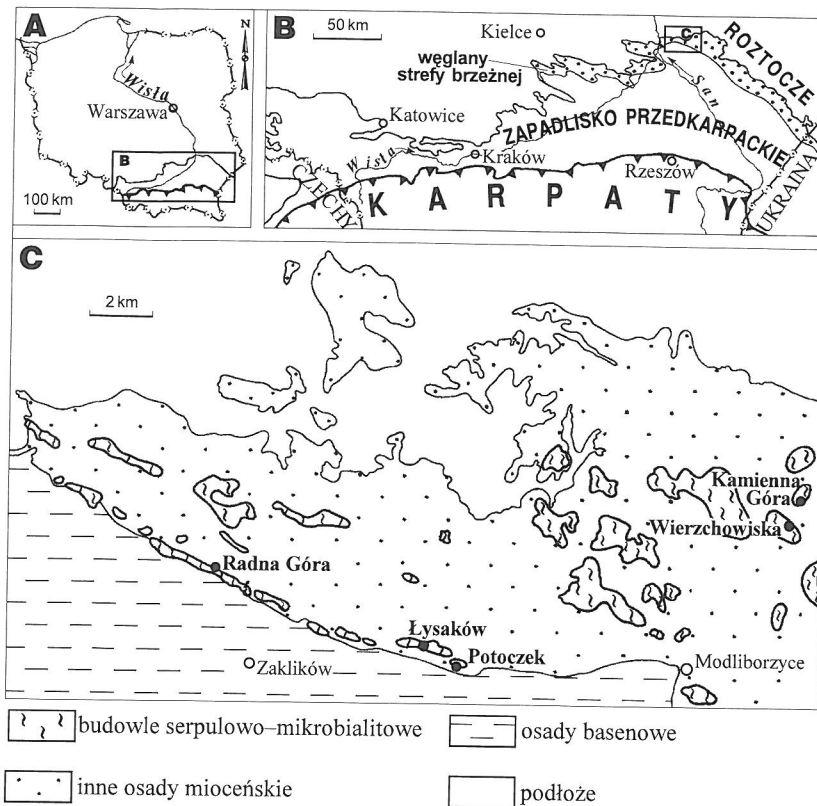 A
N
Wisła
Warszawa
B
100 km
B
50 km
Kielce
C
ROZTOCZE
węglany
strefy brzeżnej
San
Katowice
ZAPADLISKO PRZEDKARPACKIE
Wisła
Kraków
Rzeszów
CZECHY
UKRAINA
KARPATY
C
2 km
Kamienna
Góra
Wierzchowiska
Radna Góra
Łysaków
Potoczek
Zaklików
Modliborzyce
budowle serpulowo–mikrobialitowe
osady basenowe
inne osady mioceńskie
podłoże